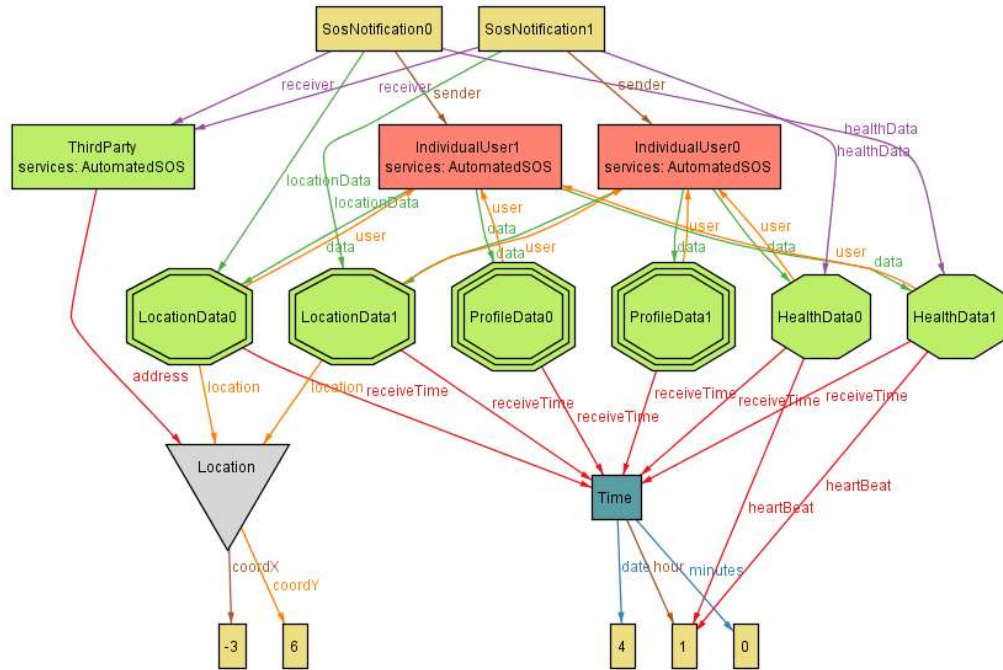 SosNotification0
SosNotification1
receiver
receiver
sender
sender
healthData
healthData
ThirdParty
services: AutomatedSOS
IndividualUser1
services: AutomatedSOS
IndividualUser0
services: AutomatedSOS
locationData
locationData
user
user
user
user
user
data
data
data
data
data
data
LocationData0
LocationData1
ProfileData0
ProfileData1
HealthData0
HealthData1
address
location
location
receiveTime
receiveTime
receiveTime
receiveTime
receiveTime
receiveTime
Location
Time
heartBeat
heartBeat
coordX
coordY
date
hour
minutes
-3
6
4
1
0